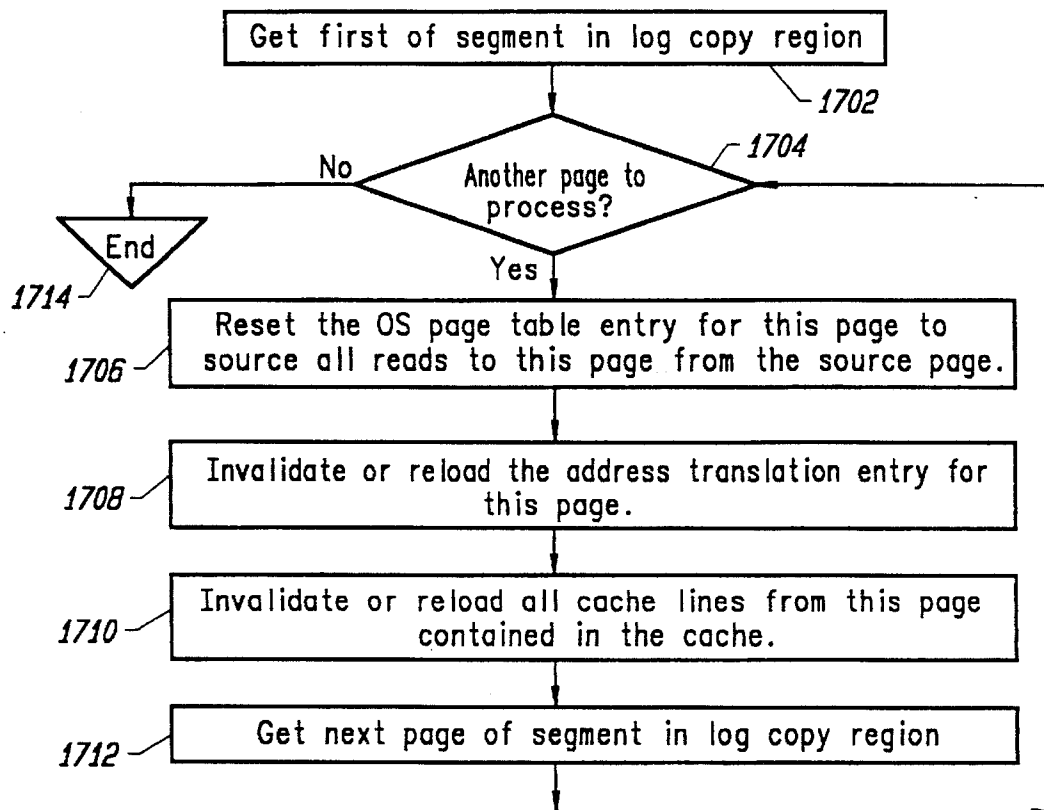 Get first of segment in log copy region
1702
1704
No
Another page to
process?
End
Yes
1714
Reset the OS page table entry for this page to
source all reads to this page from the source page.
1706
Invalidate or reload the address translation entry for
this page.
1708
Invalidate or reload all cache lines from this page
contained in the cache.
1710
Get next page of segment in log copy region
1712